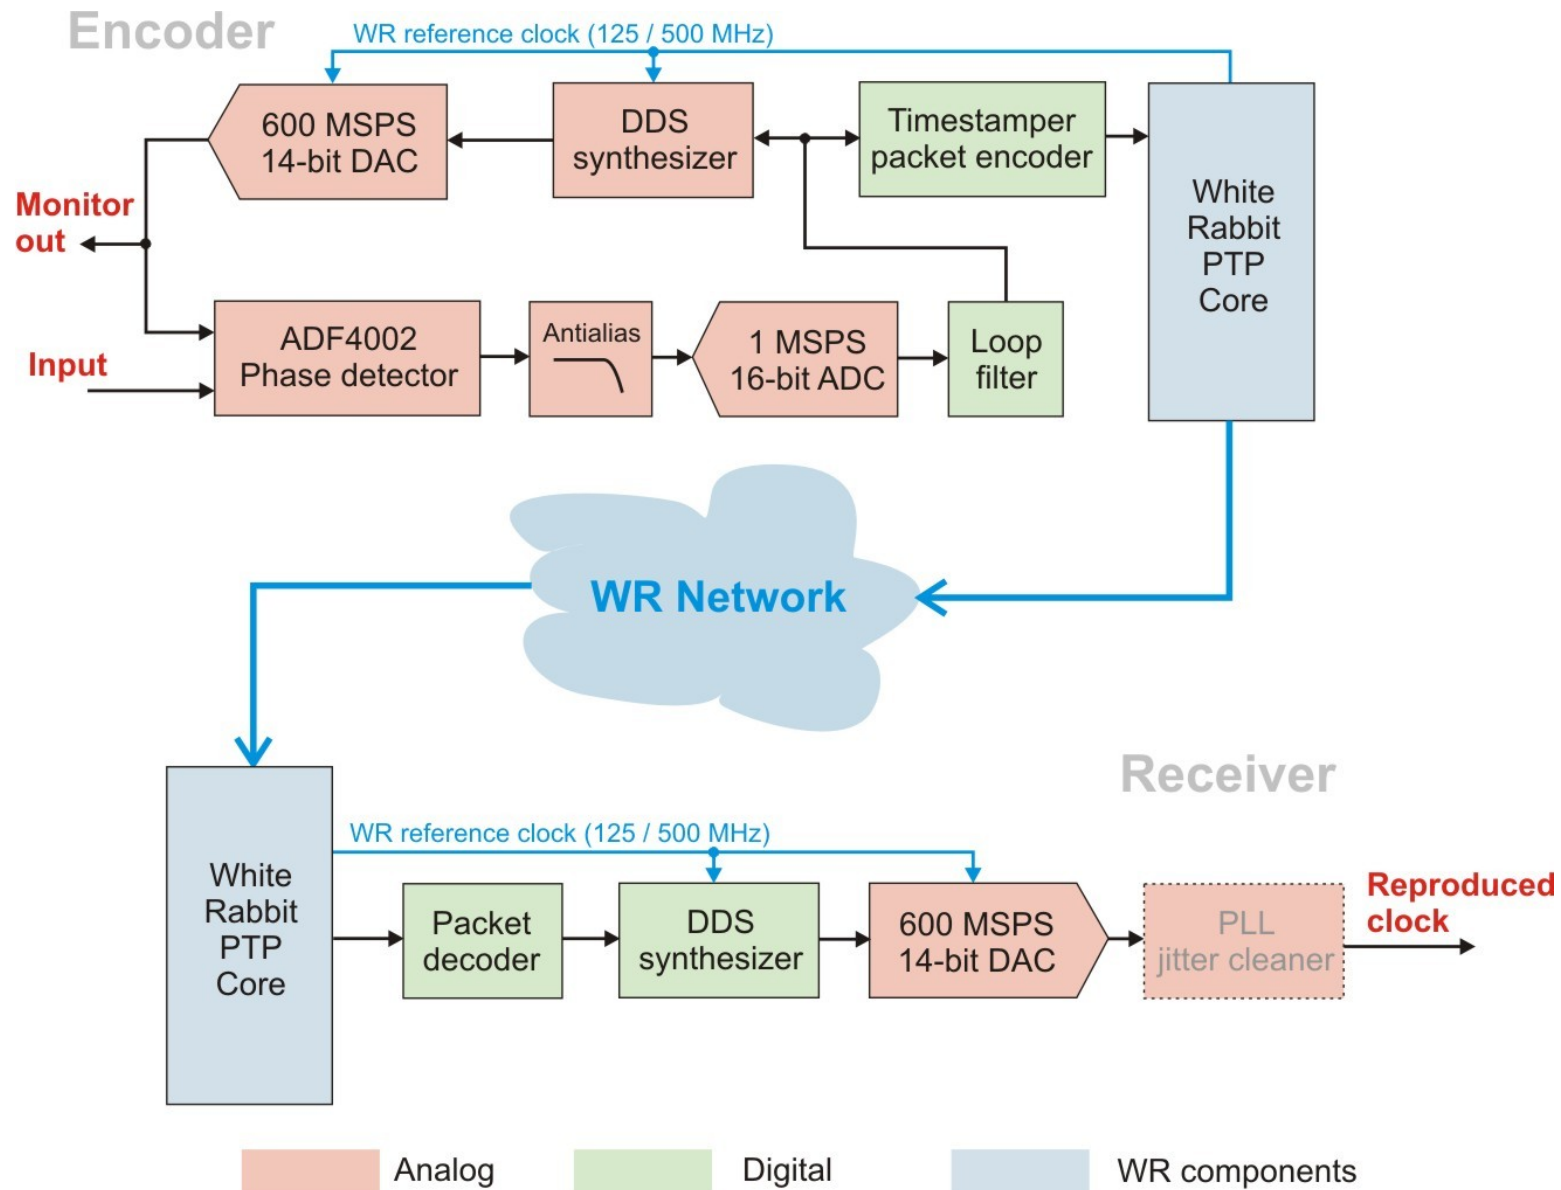 Encoder
WR reference clock (125 / 500 MHz)
600 MSPS
14-bit DAC
DDS
synthesizer
Timestamper
packet encoder
White
Rabbit
PTP
Core
Monitor
out
Input
ADF4002
Phase detector
Antialias
1 MSPS
16-bit ADC
Loop
filter
WR Network
Receiver
White
Rabbit
PTP
Core
WR reference clock (125 / 500 MHz)
Packet
decoder
DDS
synthesizer
600 MSPS
14-bit DAC
PLL
jitter cleaner
Reproduced
clock
Analog
Digital
WR components